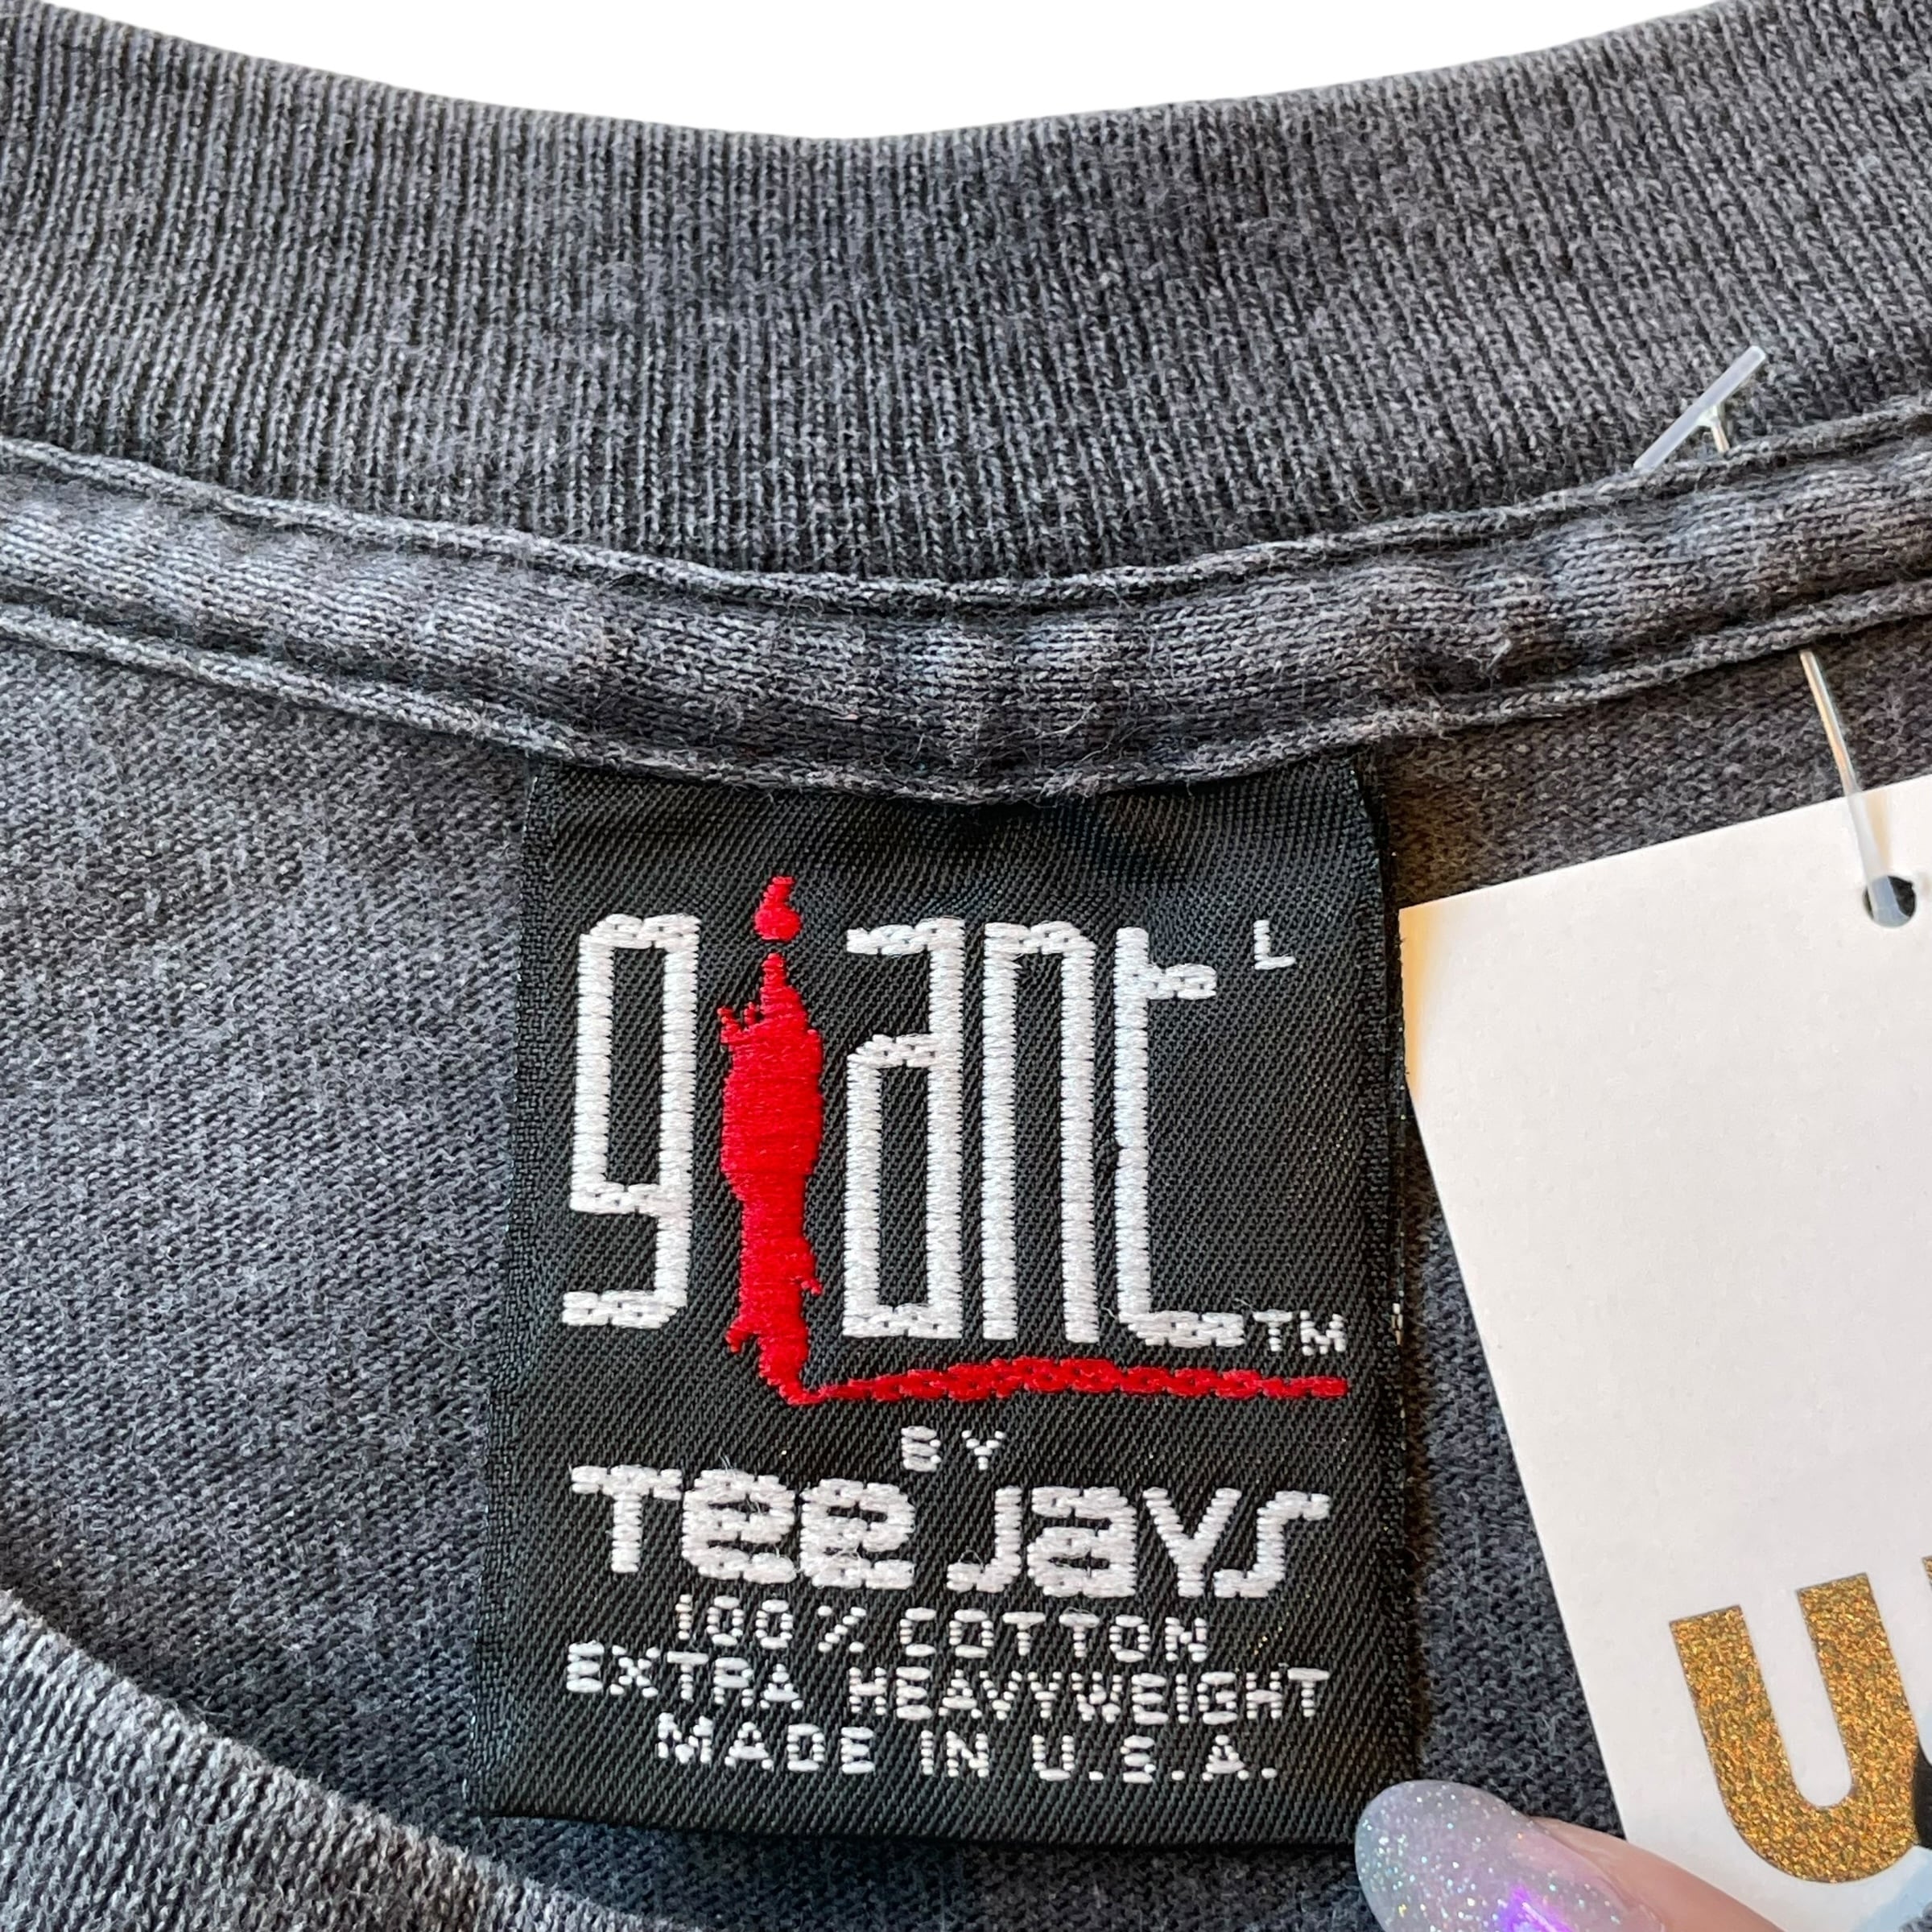 giant L
TM
BY
Tee Jays
100% COTTON
EXTRA HEAVYWEIGHT
MADE IN U.S.A.